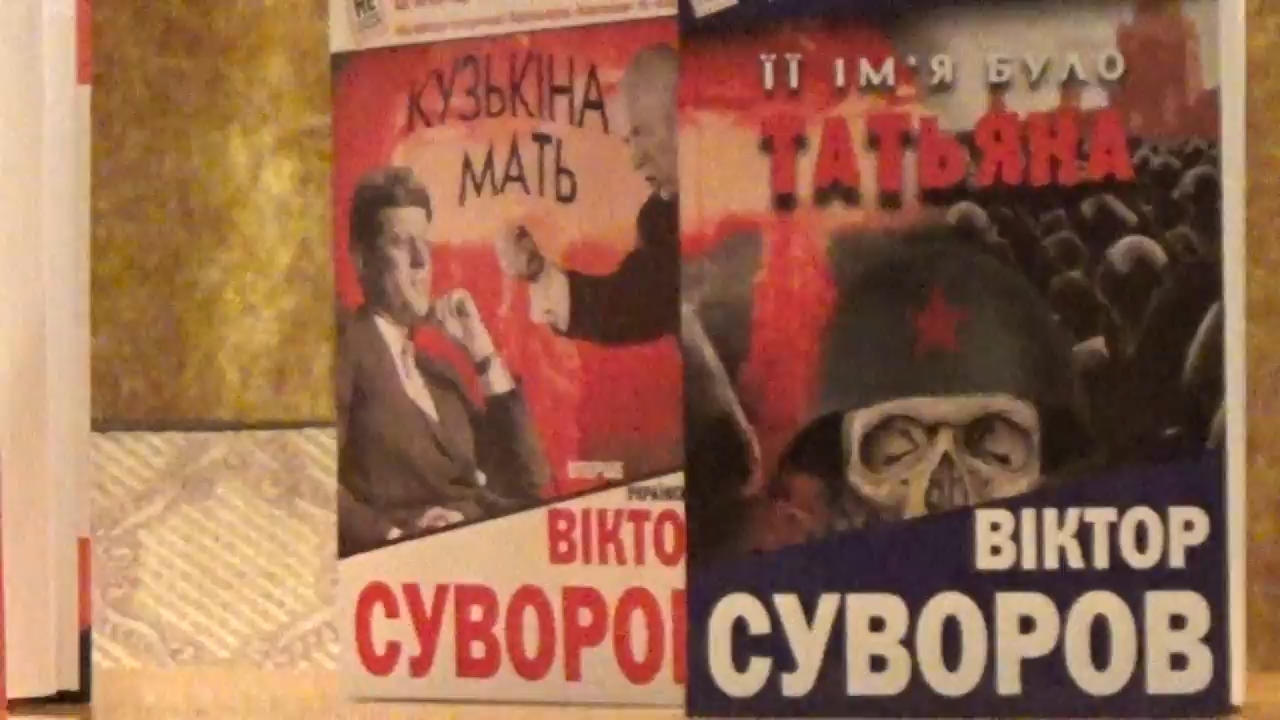 КУЗЬКІНА
МАТЬ
ВІКТО
СУВОРО
ЇЇ ІМ'Я БУЛО
ТАТЬЯНА
ВІКТОР
СУВОРОВ